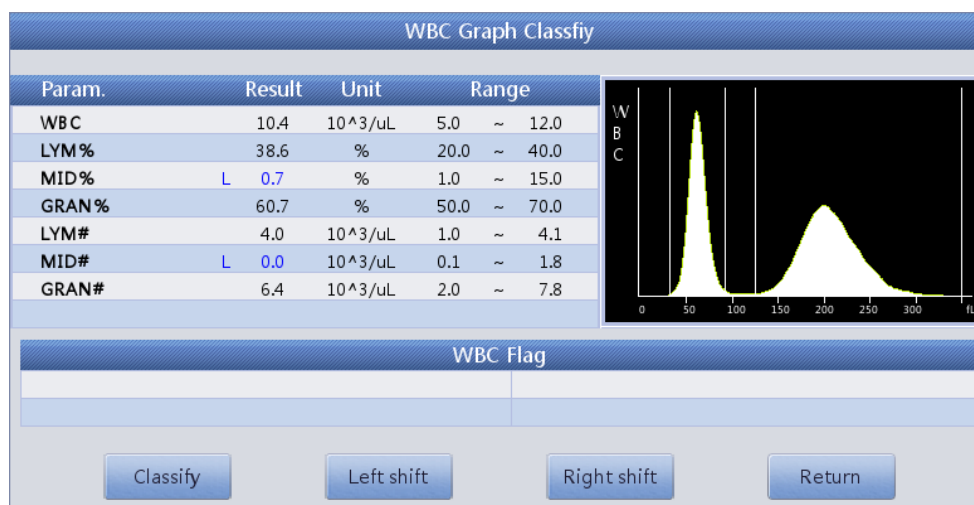 WBC Graph Classfiy
Param. Result Unit Range
WBC 10.4 10^3/uL 5.0 ~ 12.0
LYM% 38.6 % 20.0 ~ 40.0
MID% L 0.7 % 1.0 ~ 15.0
GRAN% 60.7 % 50.0 ~ 70.0
LYM# 4.0 10^3/uL 1.0 ~ 4.1
MID# L 0.0 10^3/uL 0.1 ~ 1.8
GRAN# 6.4 10^3/uL 2.0 ~ 7.8
W
B
C
0 50 100 150 200 250 300 fL
WBC Flag
Classify Left shift Right shift Return